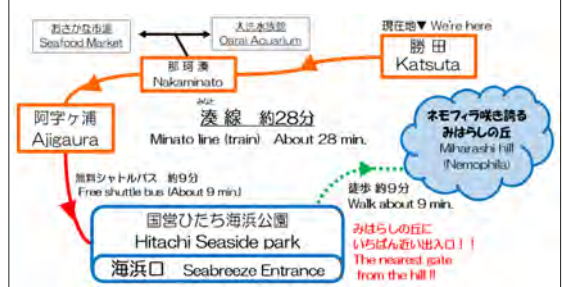 おさかな市場
Seafood Market
大洗水族館
Oarai Aquarium
現在地▼ We're here
勝田
Katsuta
那珂湊
Nakaminato
阿字ヶ浦
Ajigaura
みなと
湊線 約28分
Minato line (train) About 28 min.
ネモフィラ咲き誇る
みはらしの丘
Miharashi hill
(Nemophila)
無料シャトルバス 約9分
Free shuttle bus (About 9 min.)
徒歩 約9分
Walk about 9 min.
国営ひたち海浜公園
Hitachi Seaside park
海浜口 Seabreeze Entrance
みはらしの丘に
いちばん近い出入口！！
The nearest gate
from the hill !!